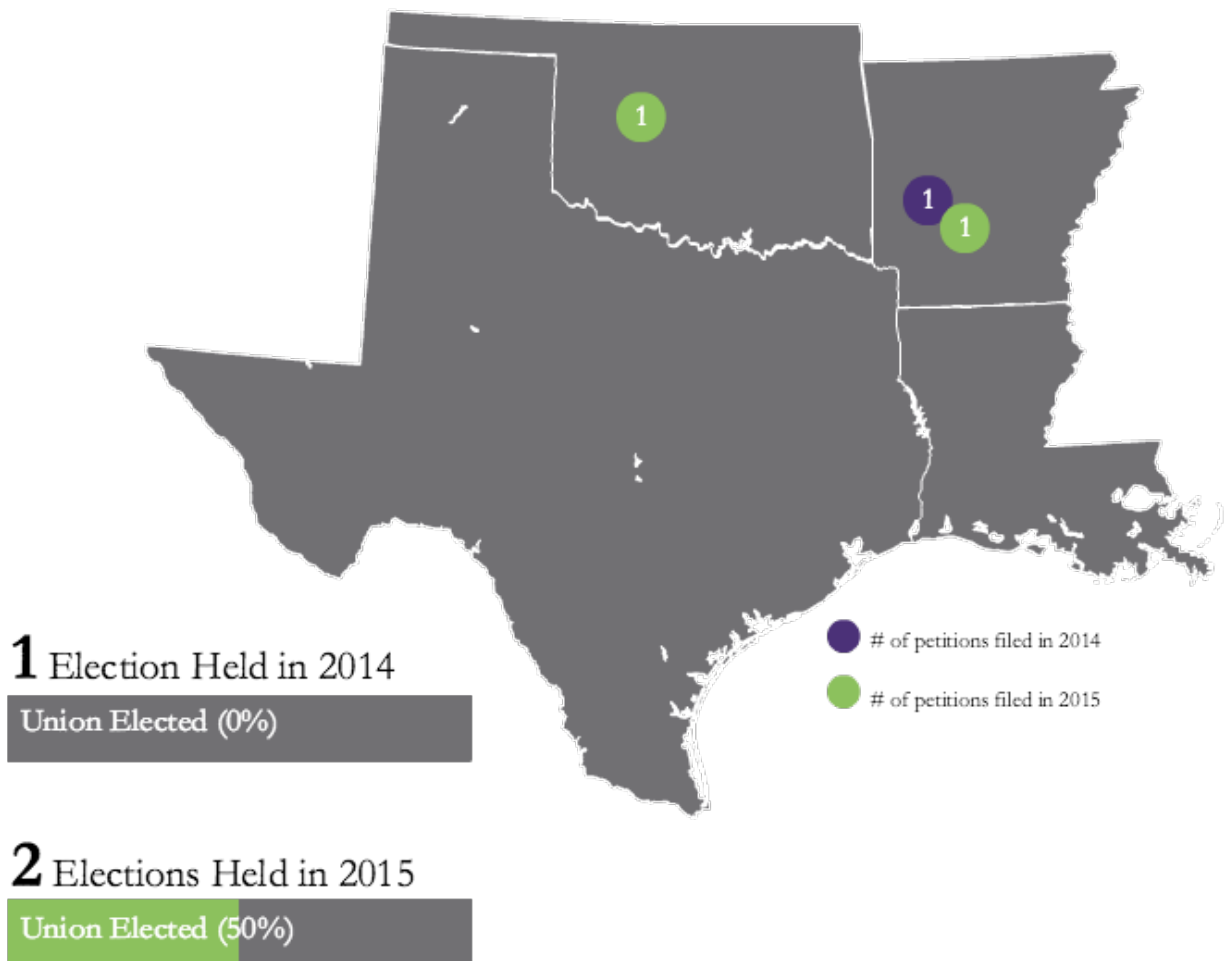 1
1
1
# of petitions filed in 2014
# of petitions filed in 2015
1 Election Held in 2014
Union Elected (0%)
2 Elections Held in 2015
Union Elected (50%)